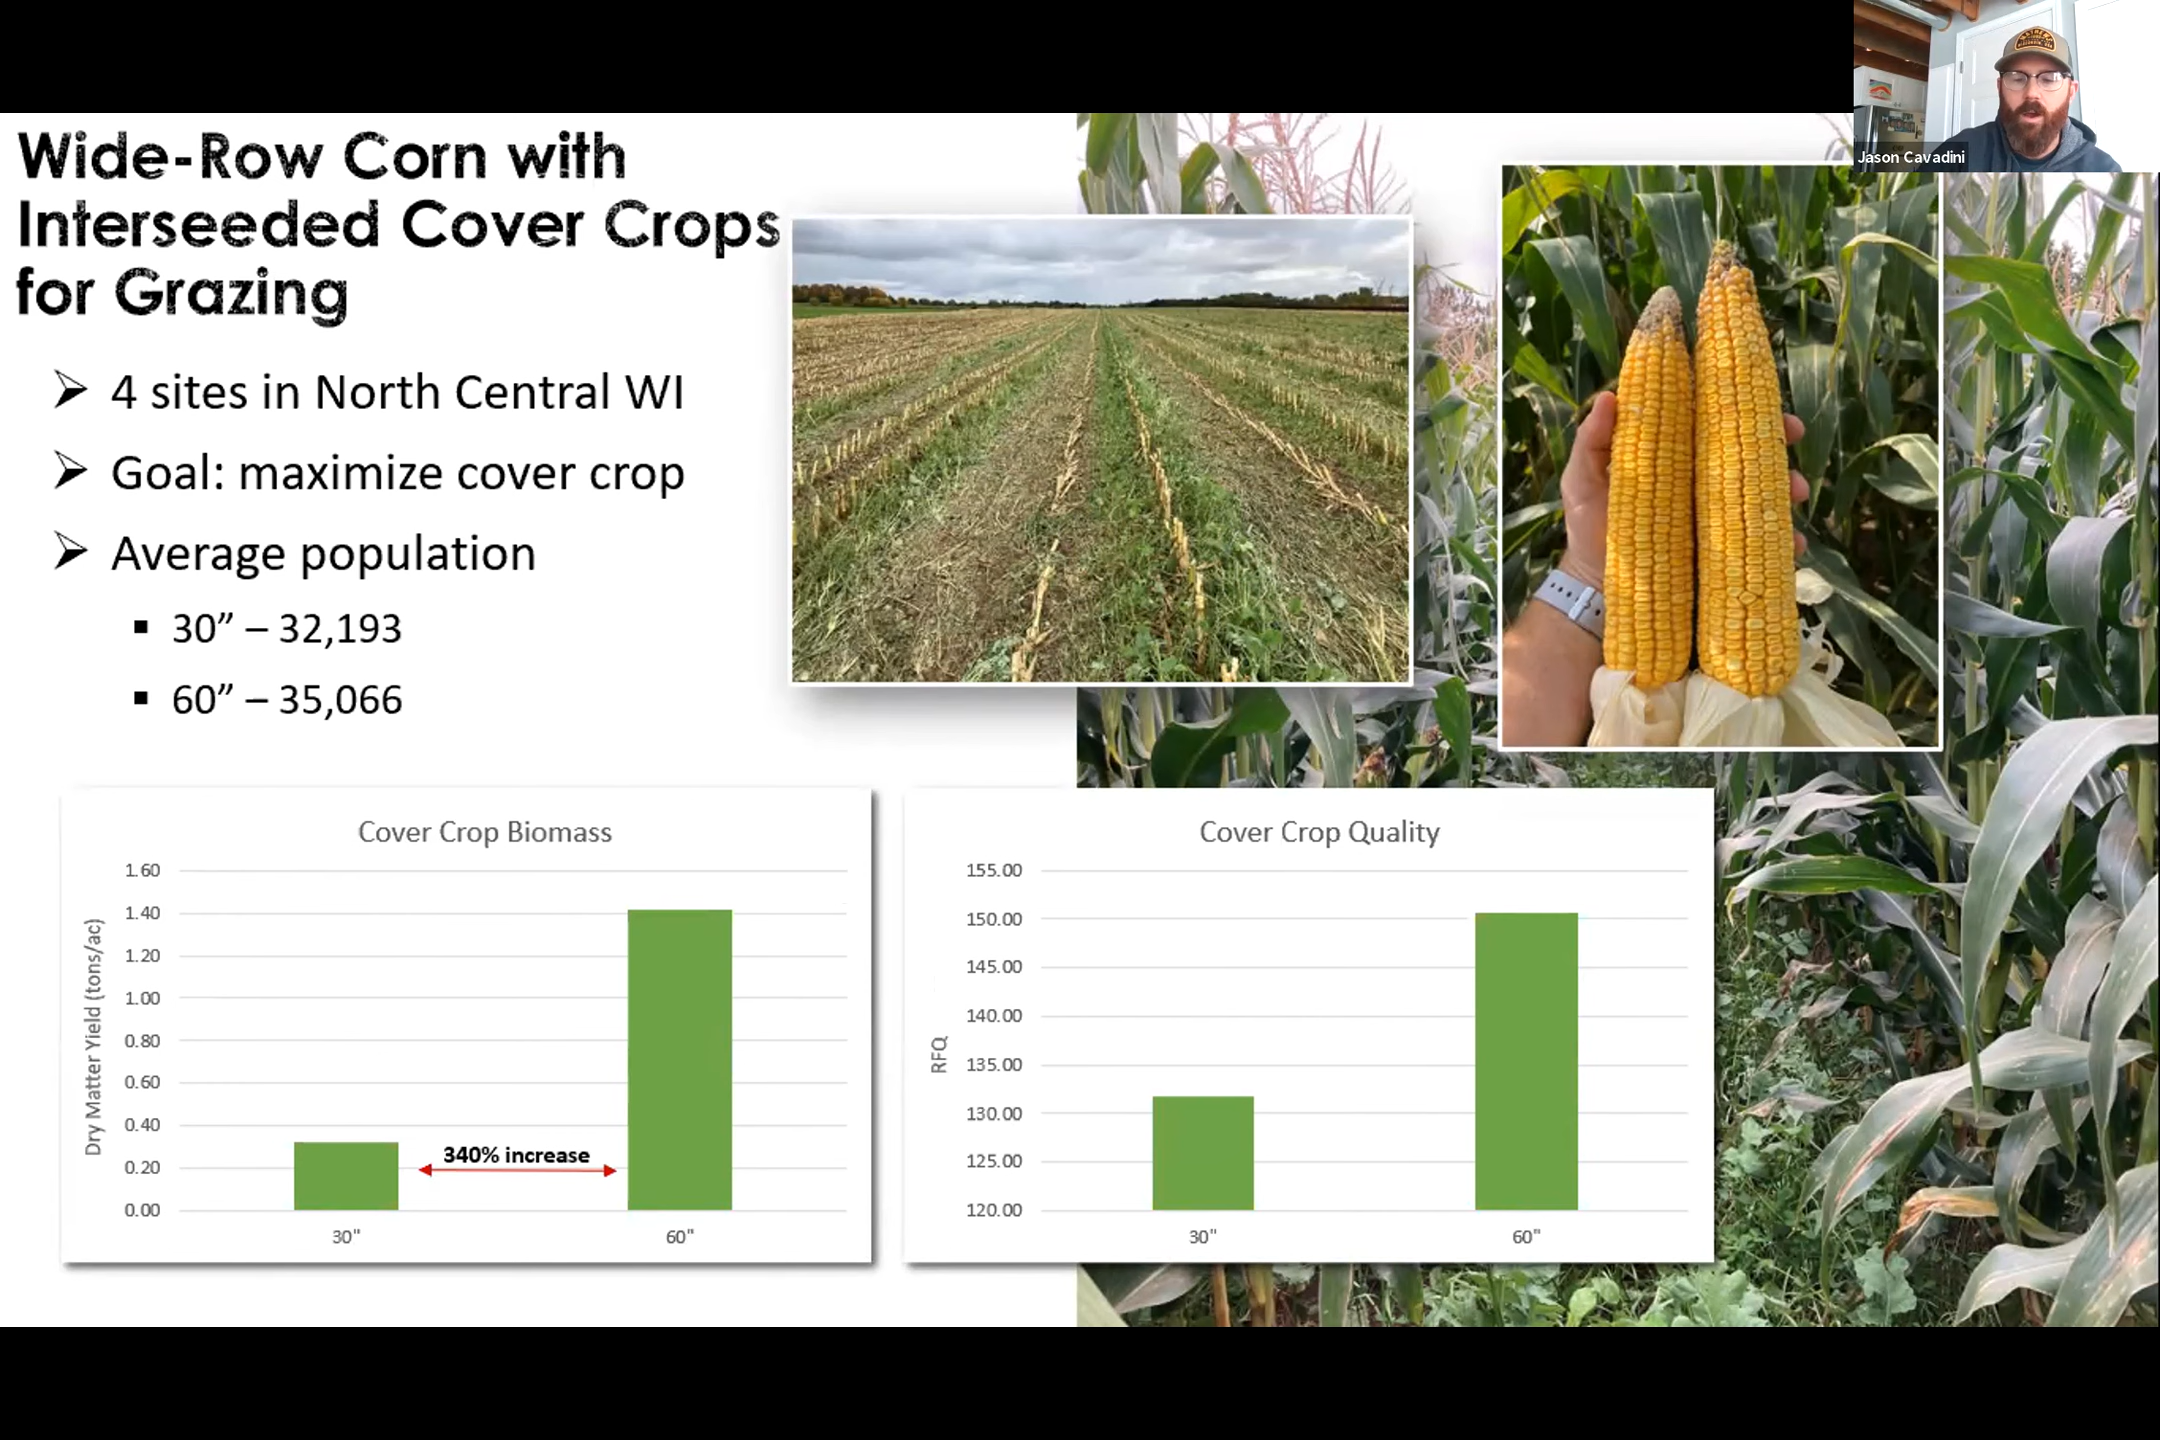 Jason Cavadini
Wide-Row Corn with
Interseeded Cover Crops
for Grazing
➢ 4 sites in North Central WI
➢ Goal: maximize cover crop
➢ Average population
▪ 30” – 32,193
▪ 60” – 35,066
Cover Crop Biomass
Dry Matter Yield (tons/ac)
1.60
1.40
1.20
1.00
0.80
0.60
0.40
0.20
0.00
340% increase
30"
60"
Cover Crop Quality
RFQ
155.00
150.00
145.00
140.00
135.00
130.00
125.00
120.00
30"
60"